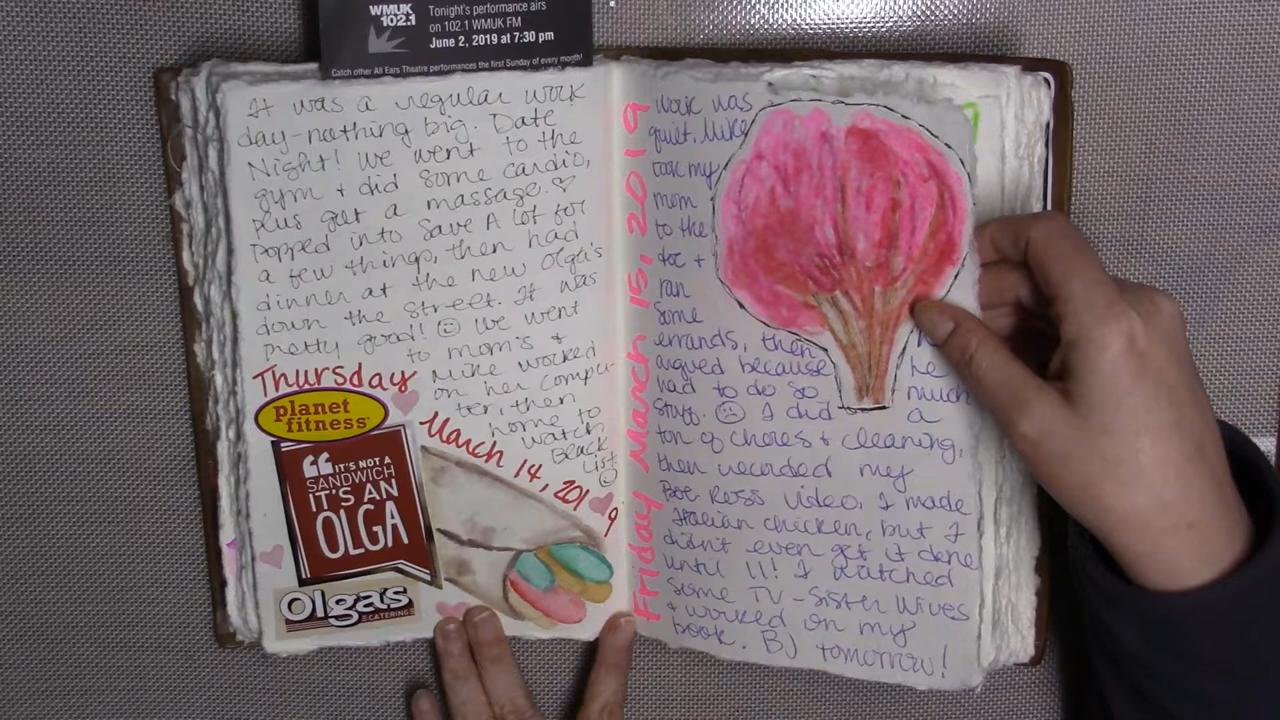 WMUK
102.1
Tonight's performance airs
on 102.1 WMUK FM
June 2, 2019 at 7:30 pm
Catch other All Ears Theatre performances the first Sunday of every month!
It was a regular work
day-nothing big. Date
Night! We went to the
gym + did some cardio,
plus got a massage. ♡
Popped into Save A Lot for
a few things, then had
dinner at the new Olga's
down the street. It was
pretty good! ☺ We went
to mom's &
Mike worked
on her compu-
ter, then
home to
watch
Black
List
☺
Thursday
March 14, 2019
planet
fitness
“IT'S NOT A
SANDWICH
IT'S AN
OLGA
Olga's
CATERING
Friday March 15, 2019
Work was
quiet. Mike
took my
mom
to the
doc +
ran
some
errands, then
argued because he
had to do so much
stuff. ☹ I did a
ton of chores & cleaning,
then recorded my
Bob Ross video. I made
Italian chicken, but I
didn't even get it done
until 11! I watched
some TV - Sister Wives
& worked on my
book. BJ tomorrow!